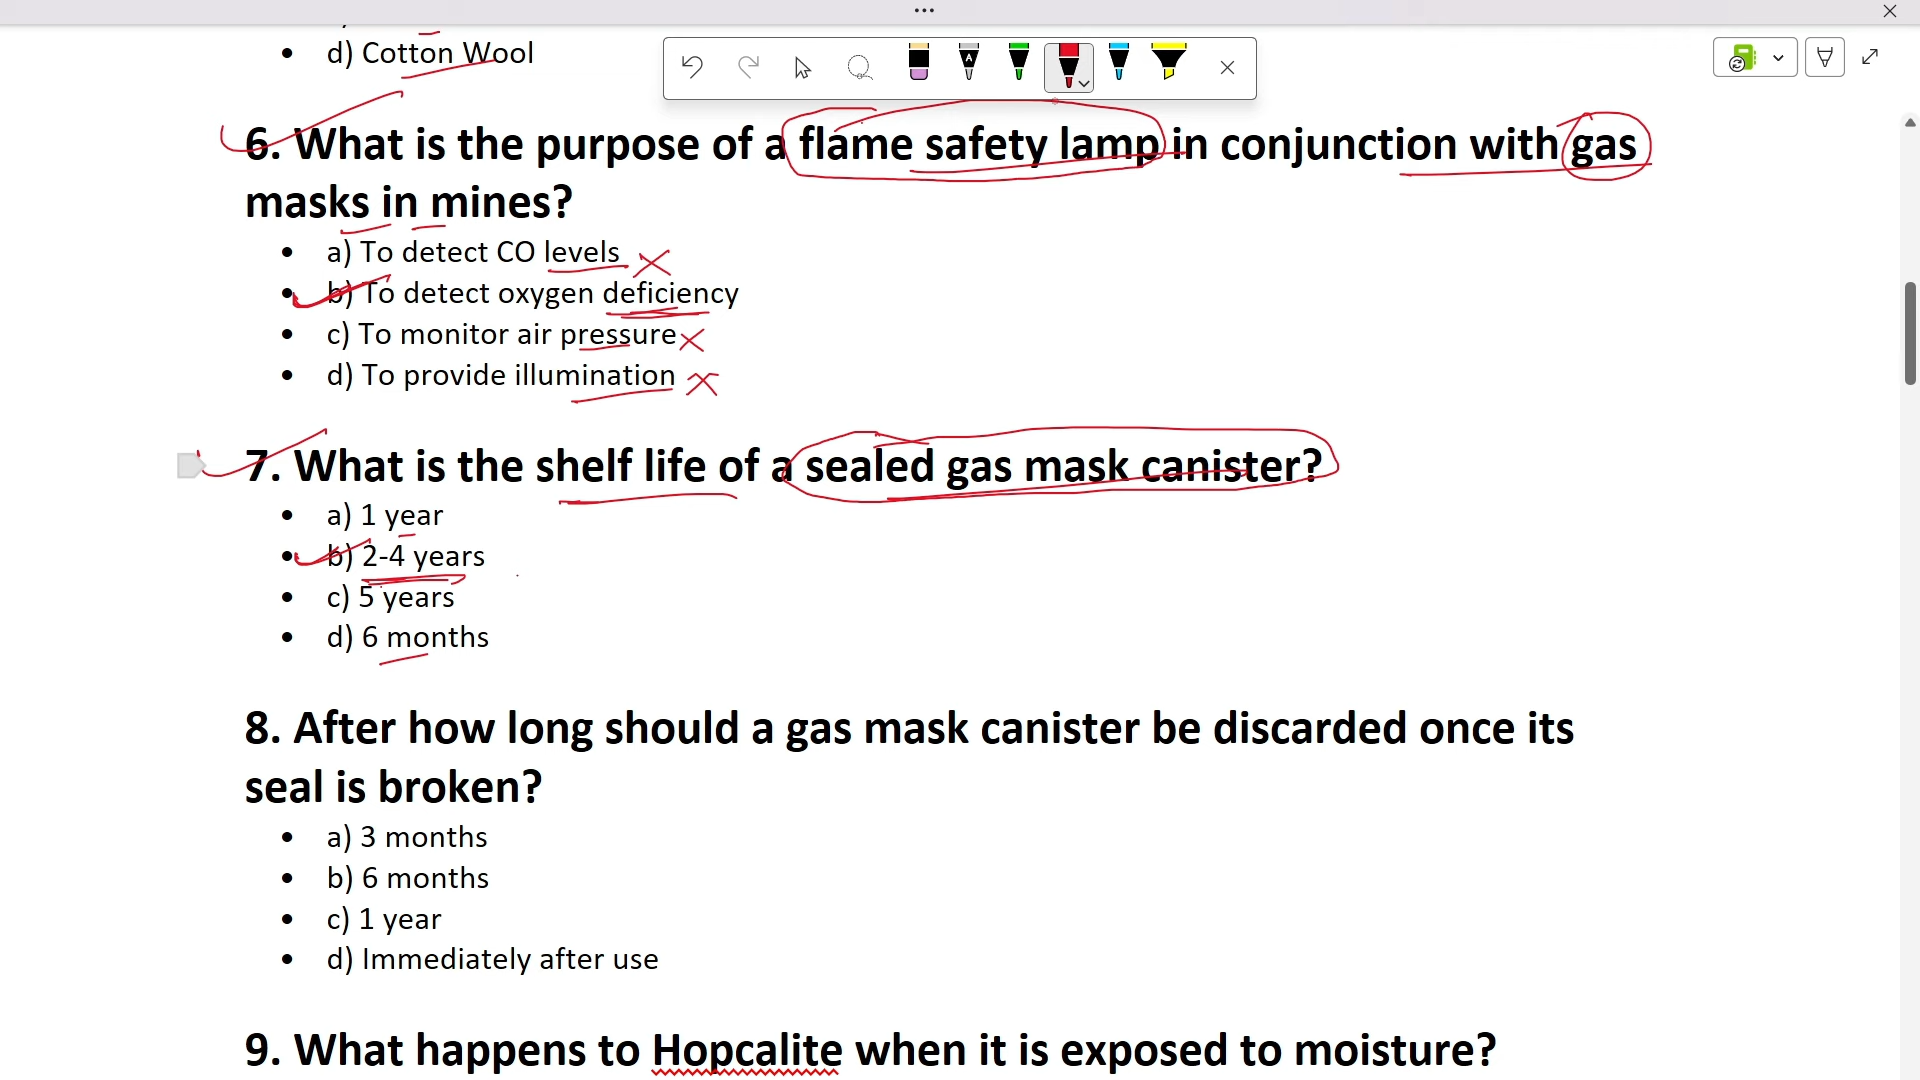 d) Cotton Wool
6. What is the purpose of a flame safety lamp in conjunction with gas
masks in mines?
a) To detect CO levels
b) To detect oxygen deficiency
c) To monitor air pressure
d) To provide illumination
7. What is the shelf life of a sealed gas mask canister?
a) 1 year
b) 2-4 years
c) 5 years
d) 6 months
8. After how long should a gas mask canister be discarded once its
seal is broken?
a) 3 months
b) 6 months
c) 1 year
d) Immediately after use
9. What happens to Hopcalite when it is exposed to moisture?